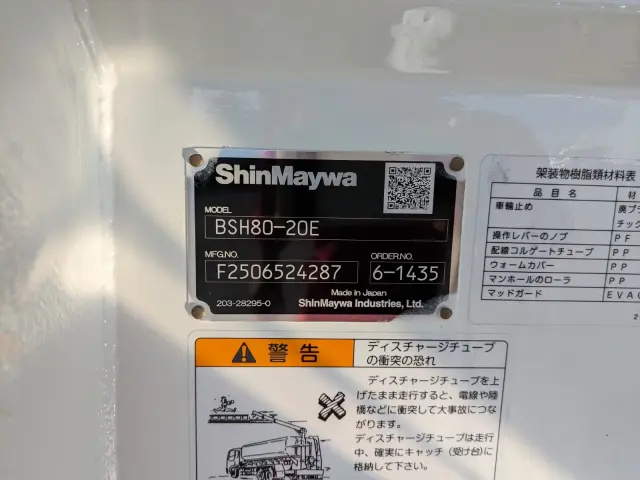 ShinMaywa
MODEL
BSH80-20E
MFG.NO.
F2506524287
ORDER NO.
6-1435
Made in Japan
203-28295-0
ShinMaywa Industries, Ltd.
架装物樹脂類材料表
品 名 目 材
車輪止め 廃プラ
チック
操作レバーのノブ PF
配線コルゲートチューブ PP
ウォームカバー PP
マンホールのローラ PP
マッドガード EVA
2
警告
ディスチャージチューブ
の衝突の恐れ
ディスチャージチューブを上
げたまま走行すると、電線や陸
橋などに衝突して大事故につな
がります。
ディスチャージチューブは走行
中、確実にキャッチ(受け台)に
格納して下さい。